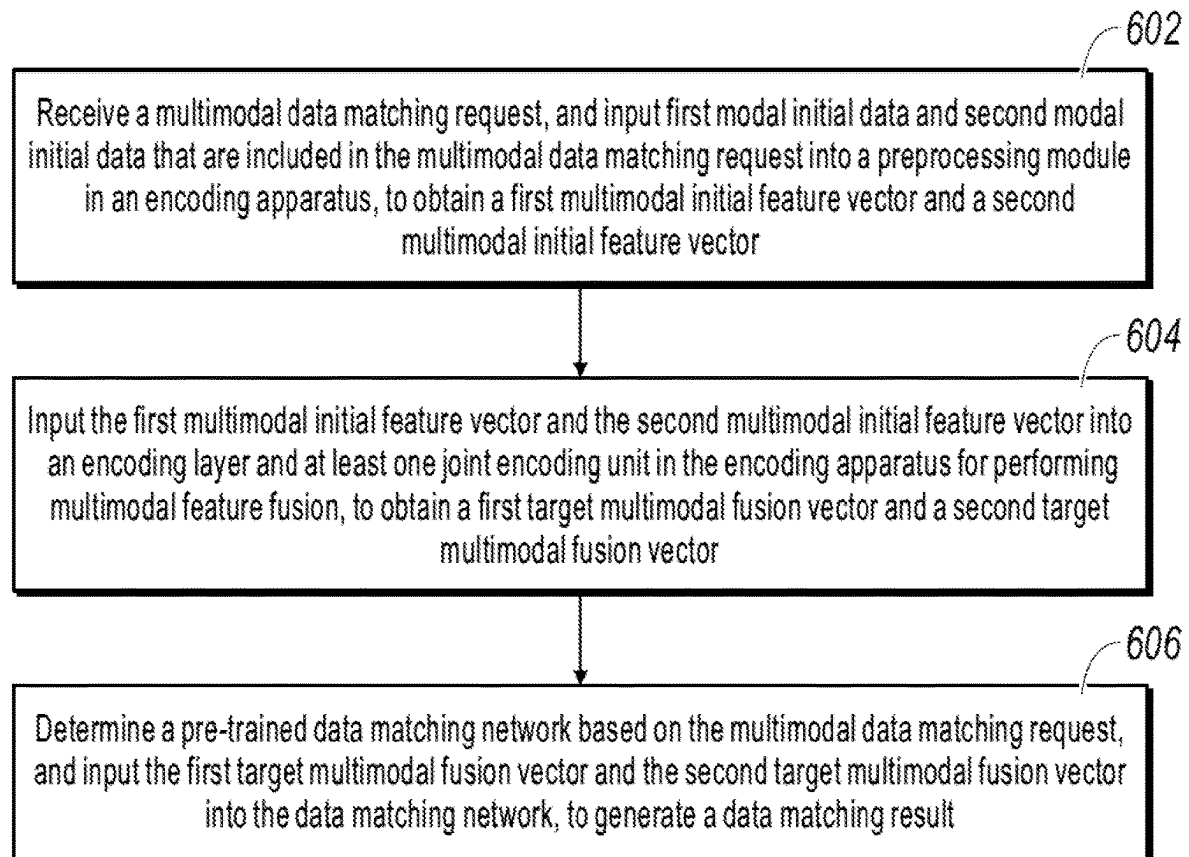 602
Receive a multimodal data matching request, and input first modal initial data and second modal
initial data that are included in the multimodal data matching request into a preprocessing module
in an encoding apparatus, to obtain a first multimodal initial feature vector and a second
multimodal initial feature vector
604
Input the first multimodal initial feature vector and the second multimodal initial feature vector into
an encoding layer and at least one joint encoding unit in the encoding apparatus for performing
multimodal feature fusion, to obtain a first target multimodal fusion vector and a second target
multimodal fusion vector
606
Determine a pre-trained data matching network based on the multimodal data matching request,
and input the first target multimodal fusion vector and the second target multimodal fusion vector
into the data matching network, to generate a data matching result